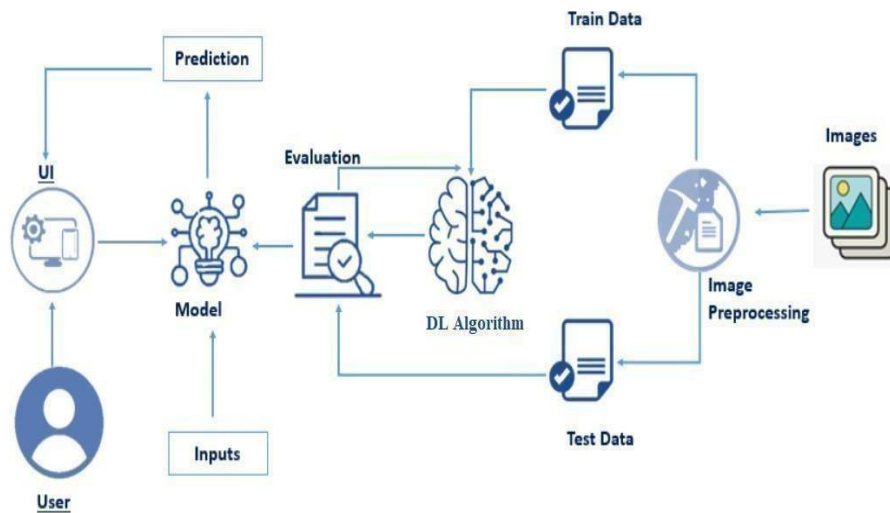 Train Data
Prediction
Images
Evaluation
UI
Model
Image
Preprocessing
DL Algorithm
Inputs
Test Data
User